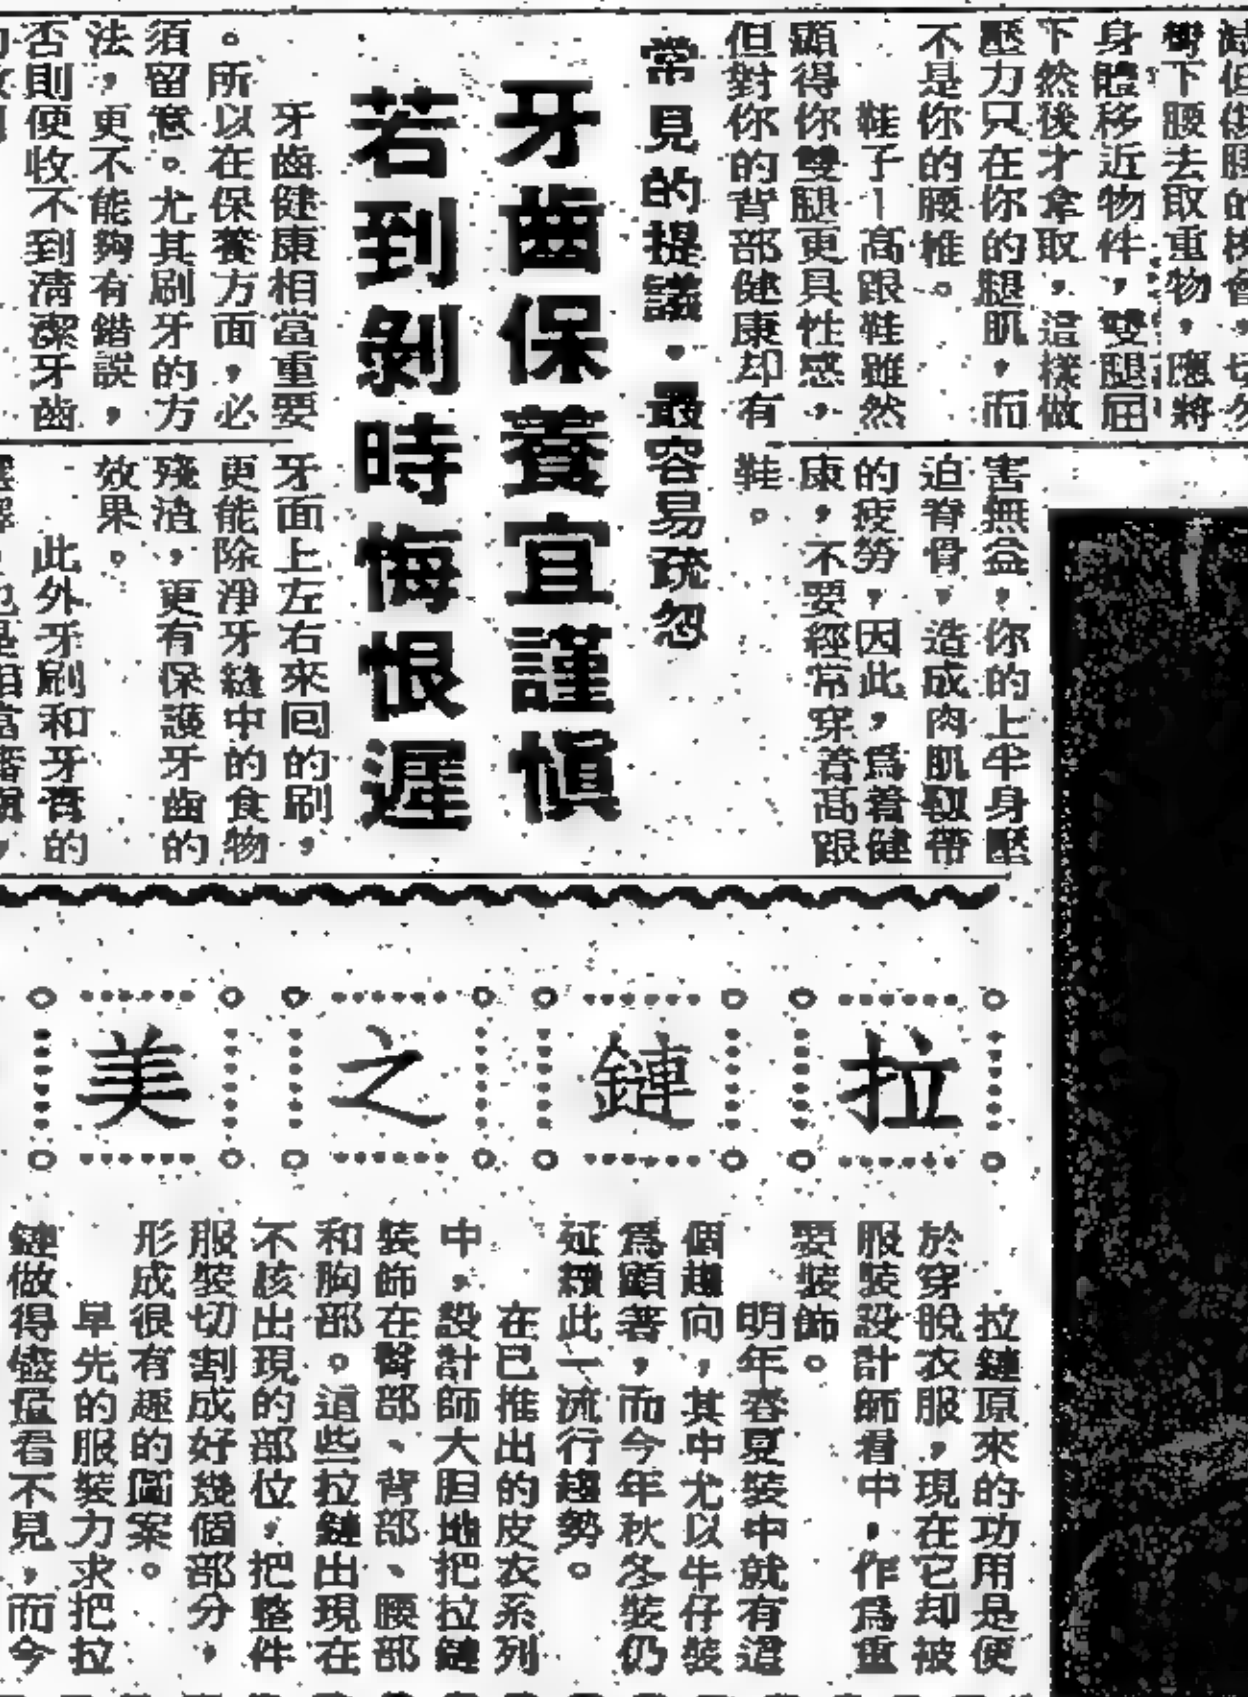 減但傷腰的機會，切勿
彎下腰去取重物，應將
身體移近物件，雙腿屈
下然後才拿取，這樣做
壓力只在你的腿肌，而
不是你的腰椎。
鞋子—高跟鞋雖然
顯得你雙腿更具性感，
但對你的背部健康却有
害無益，你的上半身壓
迫脊骨，造成肉肌靱帶
的疲勞，因此，爲着健
康，不要經常穿着高跟
鞋。
常見的提議．最容易疏忽
牙齒保養宜謹慎
若到剝時悔恨遲
牙齒健康相當重要
。所以在保養方面，必
須留意。尤其刷牙的方
法，更不能夠有錯誤，
否則便收不到清潔牙齒
牙面上左右來回的刷，
更能除淨牙縫中的食物
殘渣，更有保護牙齒的
效果。
此外牙刷和牙膏的
拉鏈之美
拉鏈原來的功用是便
於穿脫衣服，現在它却被
服裝設計師看中，作爲重
要裝飾。
明年春夏裝中就有這
個趨向，其中尤以牛仔裝
爲顯著，而今年秋冬裝仍
延續此一流行趨勢。
在已推出的皮衣系列
中，設計師大胆地把拉鏈
裝飾在臀部、背部、腰部
和胸部。這些拉鏈出現在
不該出現的部位，把整件
服裝切割成好幾個部分，
形成很有趣的圖案。
早先的服裝力求把拉
鏈做得儘量看不見，而今